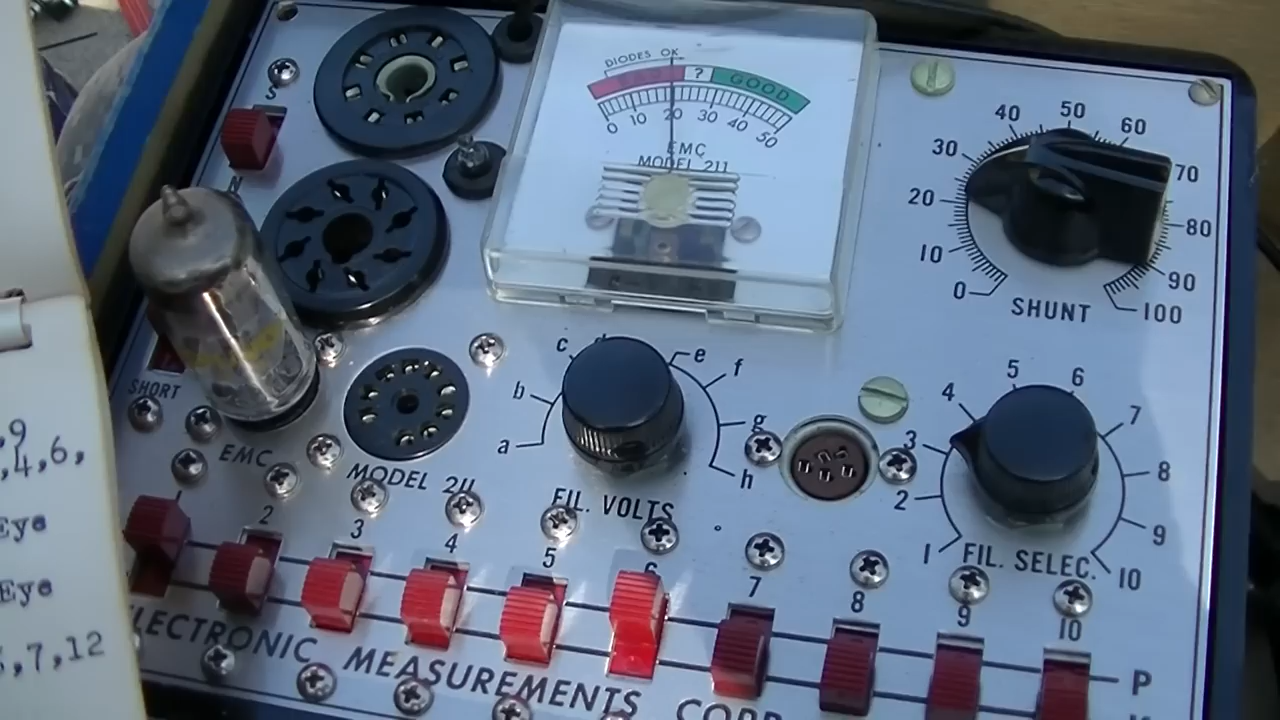 S
N
DIODES OK
? GOOD
0 10 20 30 40 50
EMC
MODEL 211
0 10 20 30 40 50 60 70 80 90 100
SHUNT
SHORT
EMC
MODEL 211
a b c d e f g h
FIL. VOLTS
1 2 3 4 5 6 7 8 9 10
FIL. SELEC.
2 3 4 5 6 7 8 9 10
P
ELECTRONIC MEASUREMENTS CORP
,9
,4,6,
Eye
Eye
,7,12